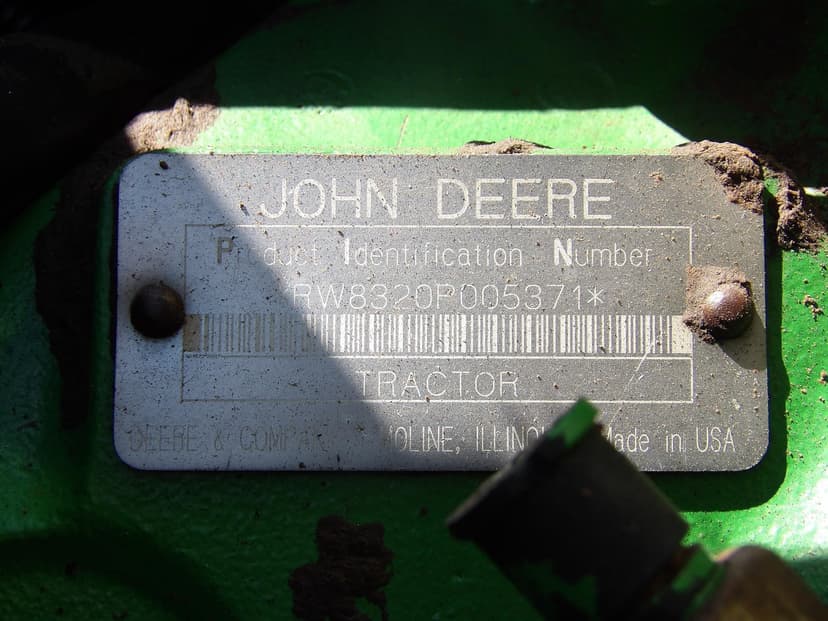 JOHN DEERE
Product Identification Number
RW8320P005371*
TRACTOR
DEERE & COMPA MOLINE, ILLINO Made in USA